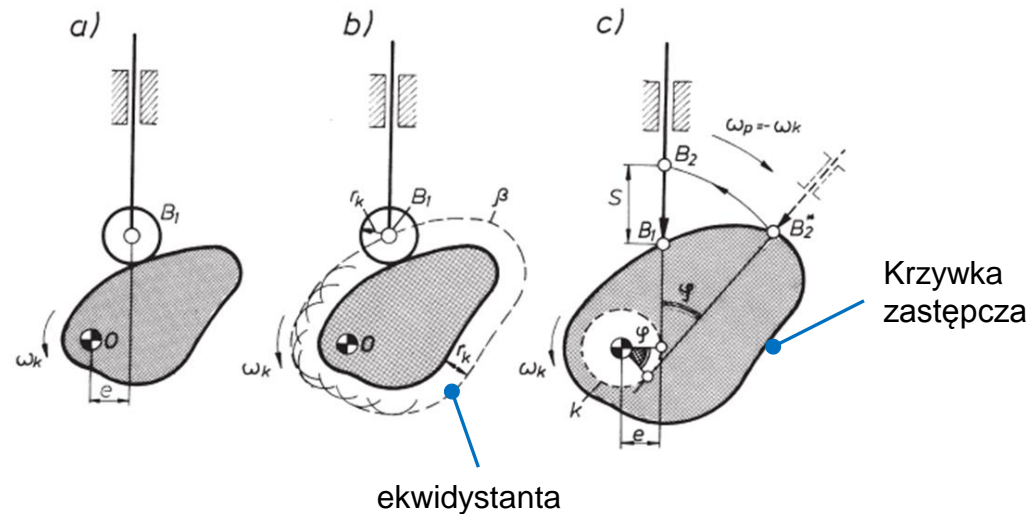 a)
B₁
O
ωₖ
e
b)
rₖ
B₁
β
O
ωₖ
rₖ
ekwidystanta
c)
ωₚ=-ωₖ
B₂
S
B₁
B₂*
φ
φ
ωₖ
k
e
Krzywka
zastępcza